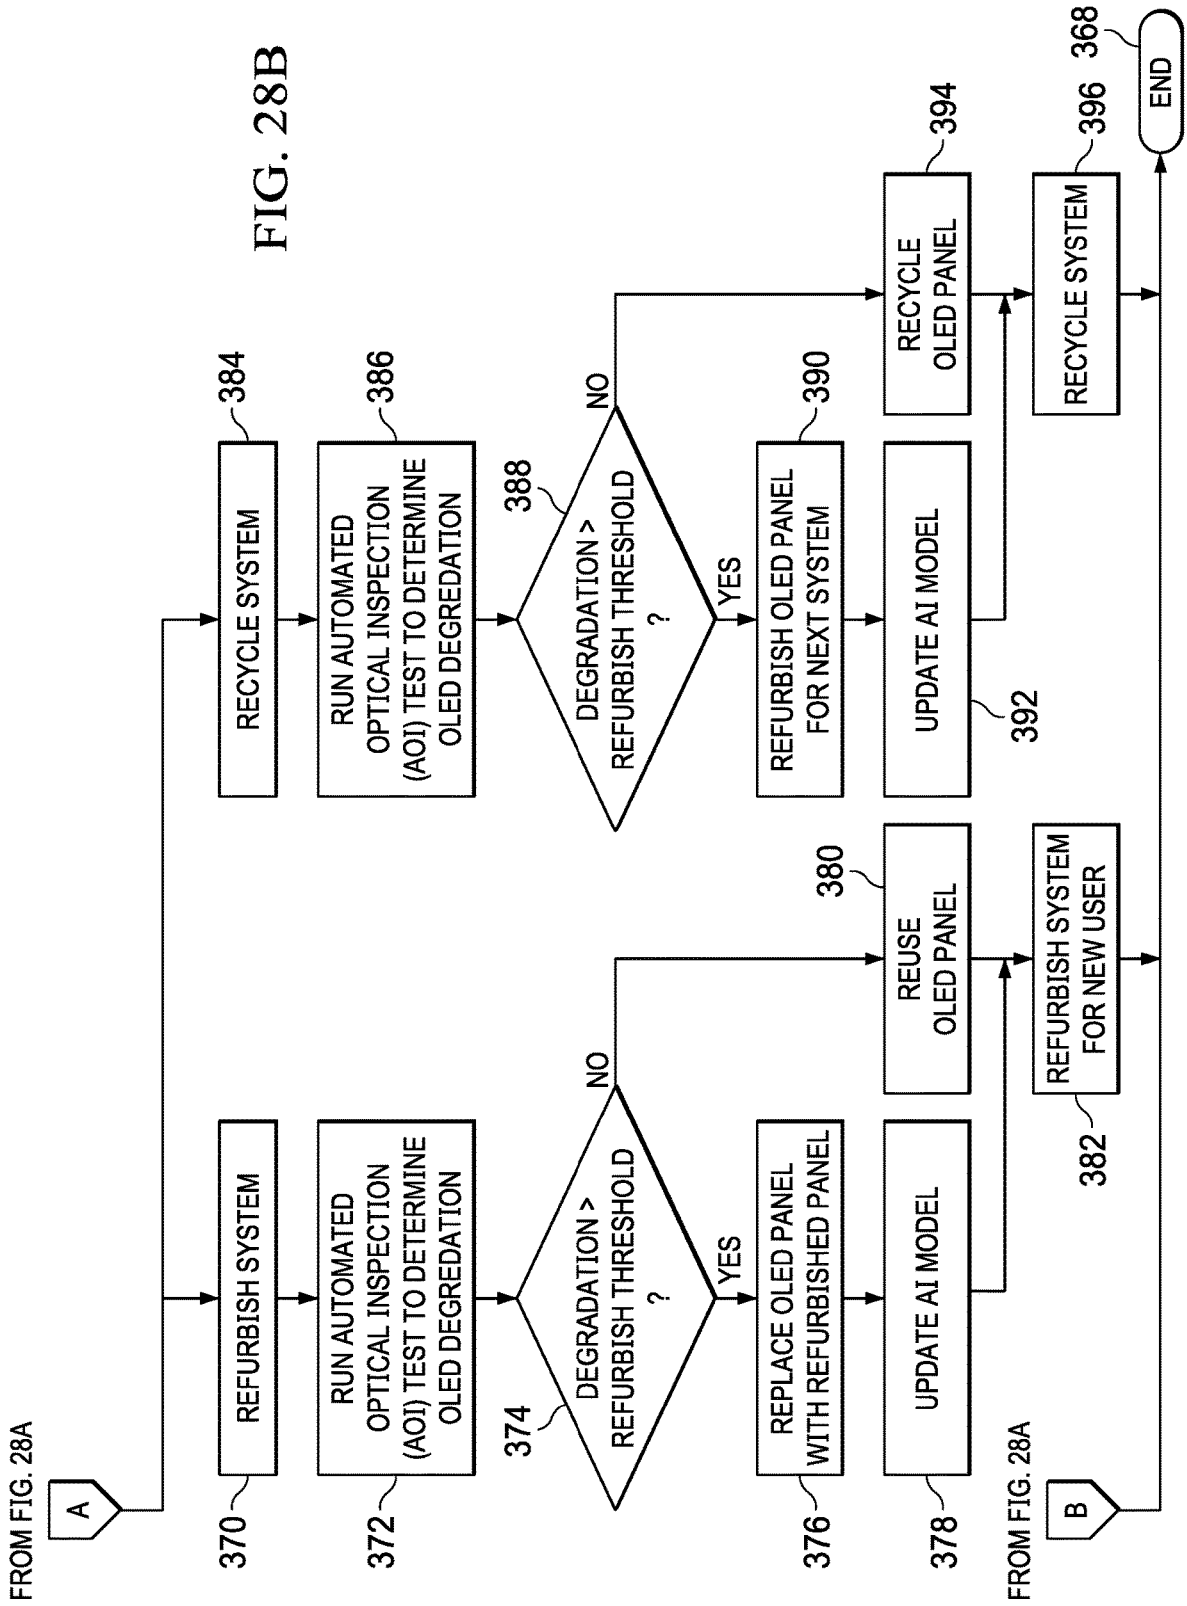 FIG. 28B
FROM FIG. 28A
A
370
REFURBISH SYSTEM
372
RUN AUTOMATED
OPTICAL INSPECTION
(AOI) TEST TO DETERMINE
OLED DEGREDATION
374
DEGRADATION >
REFURBISH THRESHOLD
?
NO
YES
376
REPLACE OLED PANEL
WITH REFURBISHED PANEL
378
UPDATE AI MODEL
380
REUSE
OLED PANEL
382
REFURBISH SYSTEM
FOR NEW USER
384
RECYCLE SYSTEM
386
RUN AUTOMATED
OPTICAL INSPECTION
(AOI) TEST TO DETERMINE
OLED DEGREDATION
388
DEGRADATION >
REFURBISH THRESHOLD
?
NO
YES
390
REFURBISH OLED PANEL
FOR NEXT SYSTEM
UPDATE AI MODEL
392
394
RECYCLE
OLED PANEL
396
RECYCLE SYSTEM
FROM FIG. 28A
B
368
END